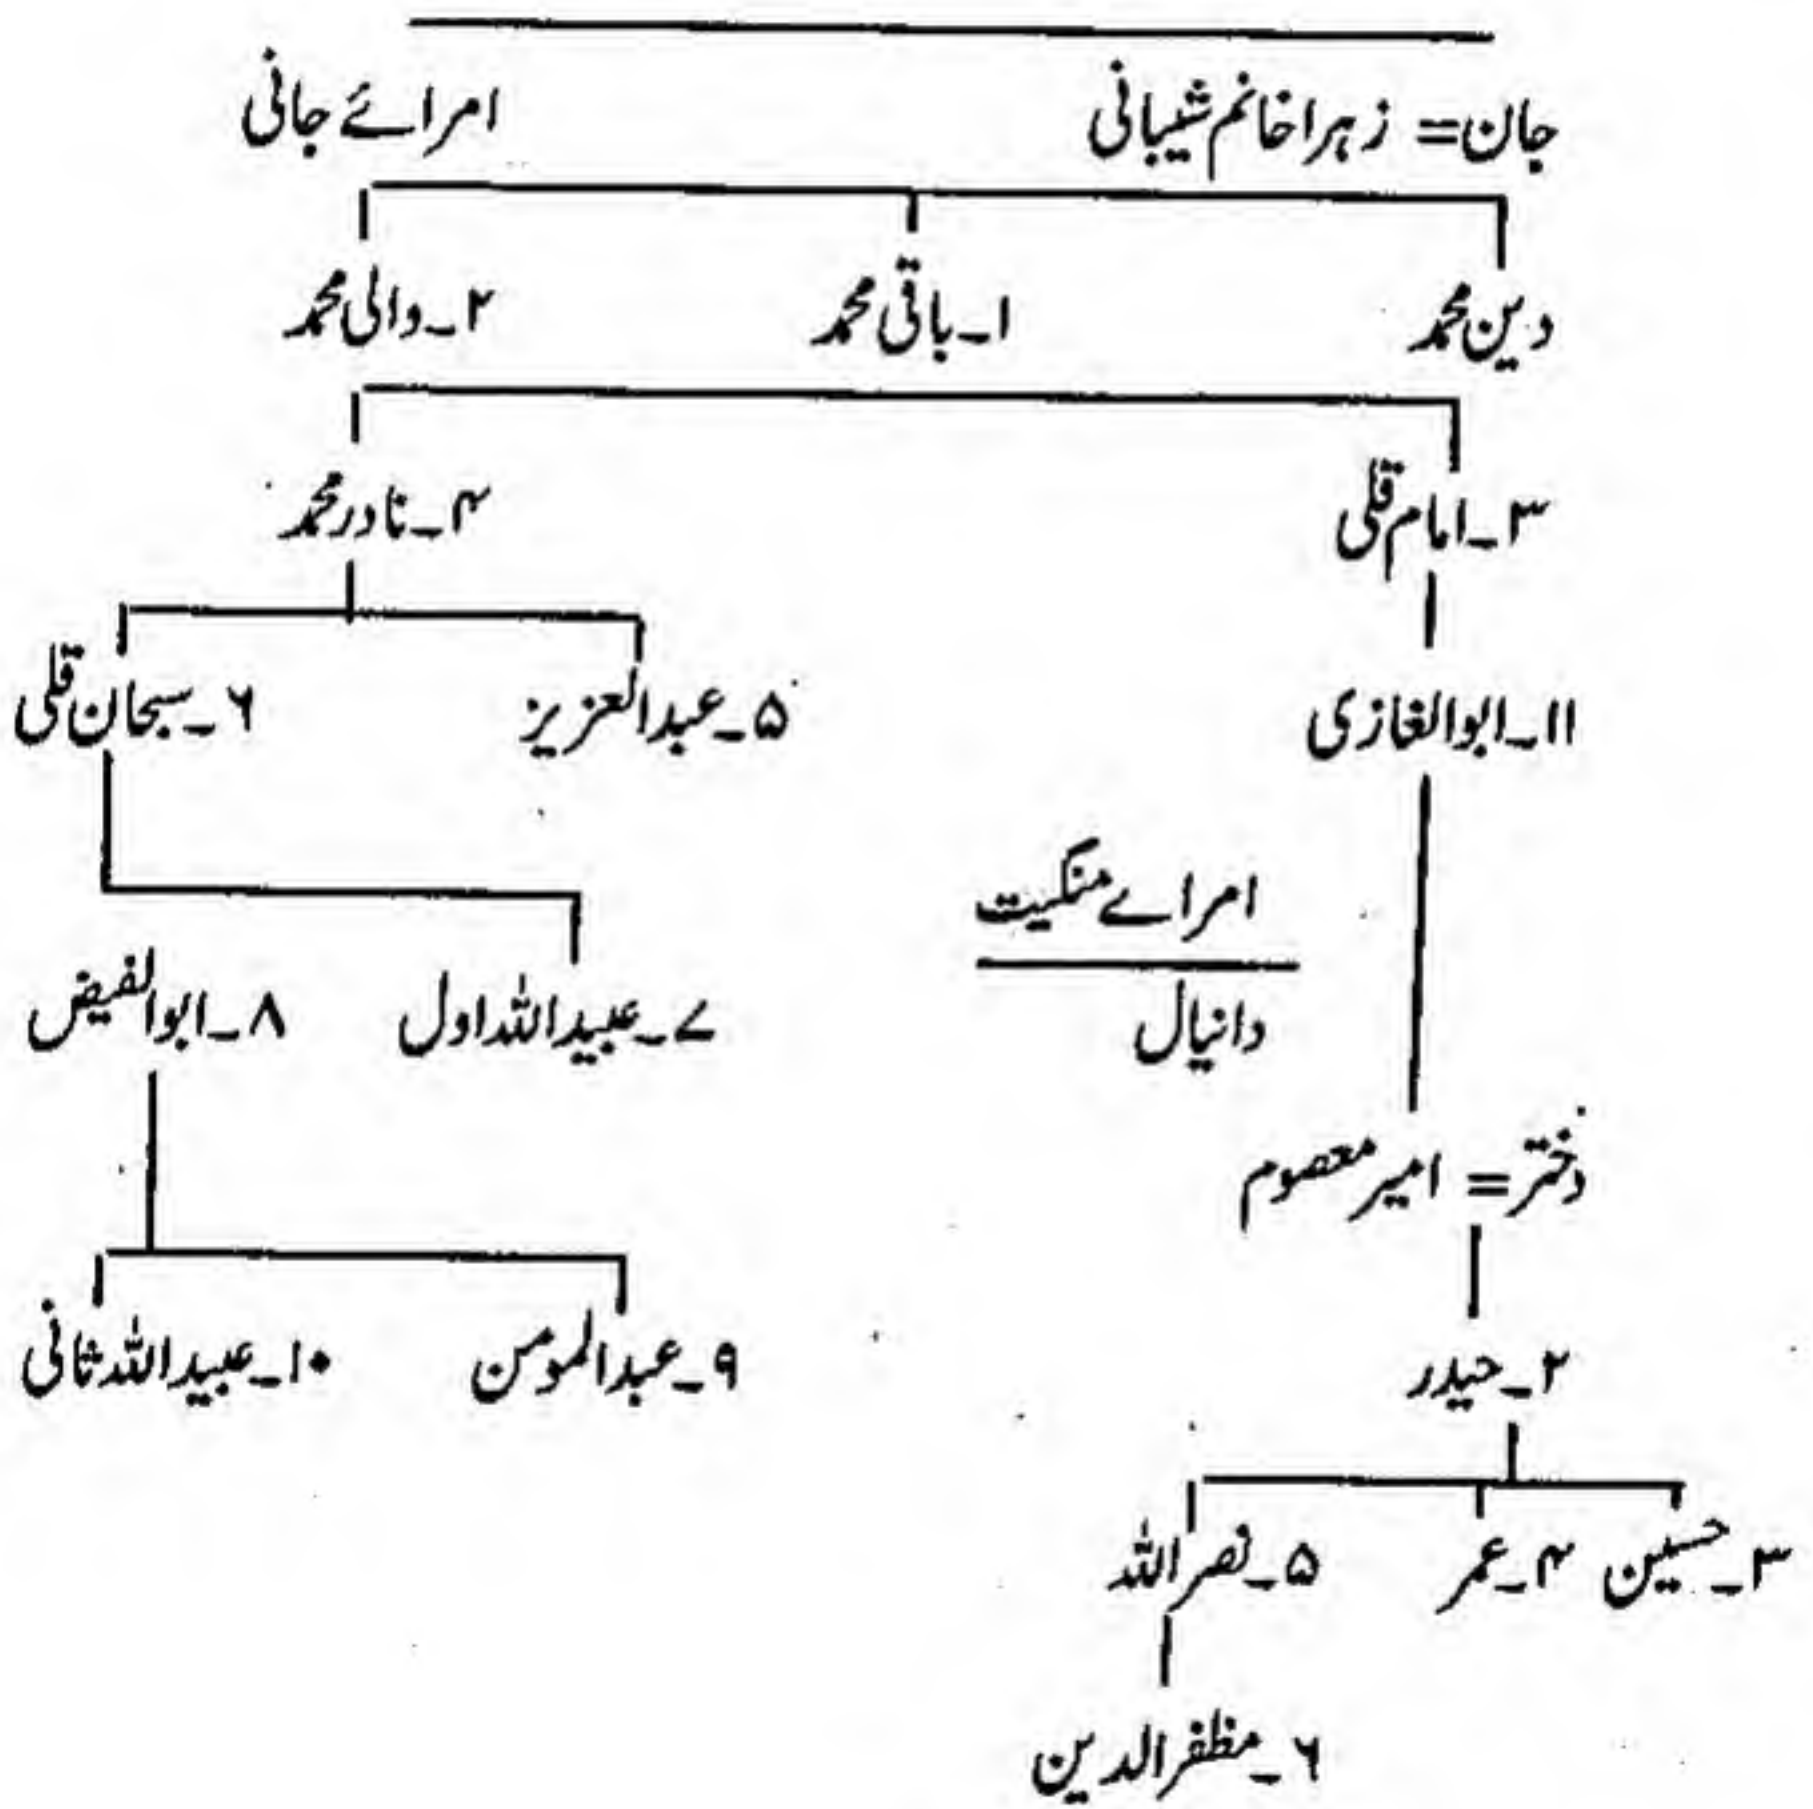 جان = زہرا خانم شیبانی
امرائے جانی
دین محمد
۱۔ باقی محمد
۲۔ والی محمد
۳۔ امام قلی
۴۔ نادر محمد
۱۱۔ ابوالغازی
۵۔ عبدالعزیز
۶۔ سبحان قلی
امرائے منگیت
دانیال
۷۔ عبیداللہ اول
۸۔ ابوالفیض
دختر = امیر معصوم
۲۔ حیدر
۹۔ عبدالمومن
۱۰۔ عبیداللہ ثانی
۳۔ حسین
۴۔ عمر
۵۔ نصراللہ
۶۔ مظفرالدین